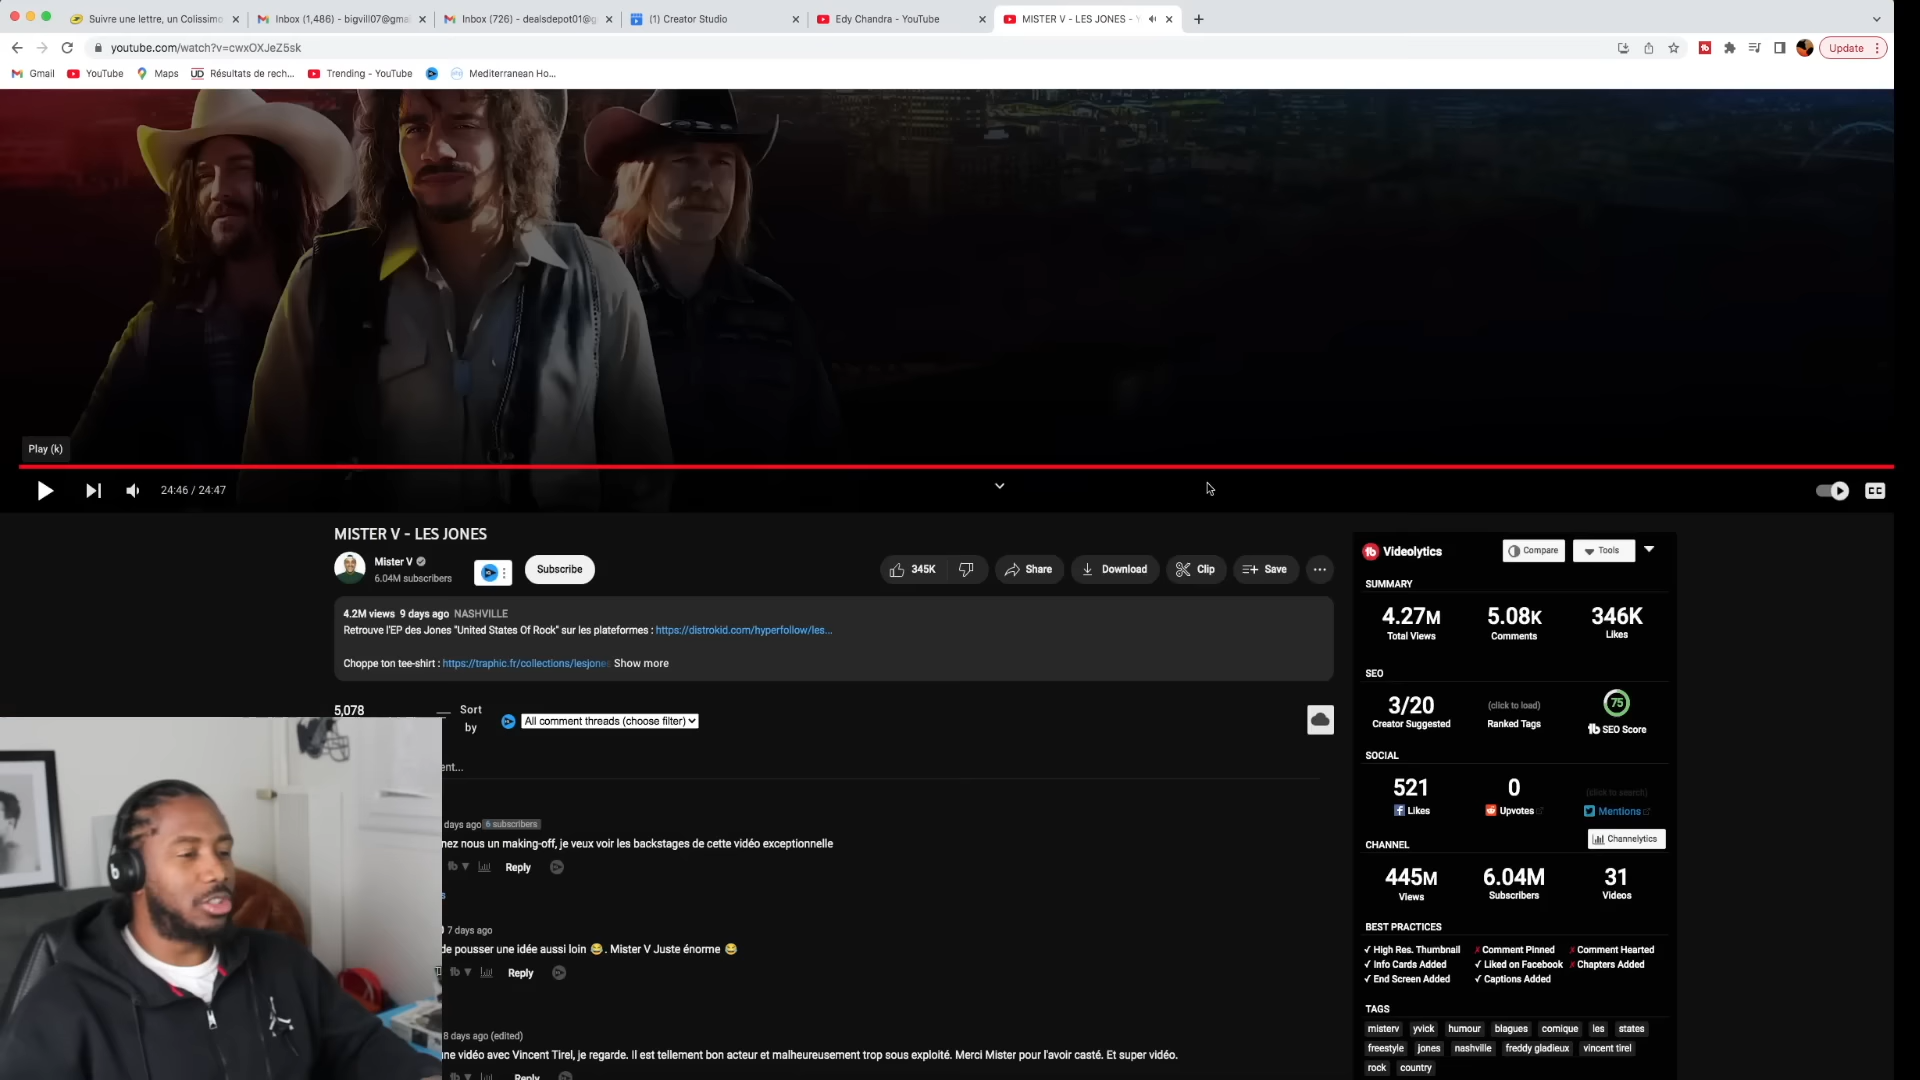 Suivre une lettre, un Colissimo
Inbox (1,486) - bigvill07@gmai
Inbox (726) - dealsdepot01@g
(1) Creator Studio
Edy Chandra - YouTube
MISTER V - LES JONES -
youtube.com/watch?v=cwxOXJeZ5sk
Update
Gmail
YouTube
Maps
UD
Résultats de rech...
Trending - YouTube
Mediterranean Ho...
Play (k)
24:46 / 24:47
CC
MISTER V - LES JONES
Mister V
6.04M subscribers
Subscribe
345K
Share
Download
Clip
Save
4.2M views 9 days ago NASHVILLE
Retrouve l'EP des Jones "United States Of Rock" sur les plateformes : https://distrokid.com/hyperfollow/les...
Choppe ton tee-shirt : https://traphic.fr/collections/lesjones Show more
5,078
Sort
by
All comment threads (choose filter)
ent...
days ago 6 subscribers
nez nous un making-off, je veux voir les backstages de cette vidéo exceptionnelle
Reply
s
7 days ago
de pousser une idée aussi loin 😂. Mister V Juste énorme 😂
Reply
8 days ago (edited)
ne vidéo avec Vincent Tirel, je regarde. Il est tellement bon acteur et malheureusement trop sous exploité. Merci Mister pour l'avoir casté. Et super vidéo.
Reply
Videolytics
Compare
Tools
SUMMARY
4.27M
Total Views
5.08K
Comments
346K
Likes
SEO
3/20
Creator Suggested
(click to load)
Ranked Tags
75
SEO Score
SOCIAL
521
Likes
0
Upvotes
(click to search)
Mentions
CHANNEL
Channelytics
445M
Views
6.04M
Subscribers
31
Videos
BEST PRACTICES
✓ High Res. Thumbnail
✗ Comment Pinned
✗ Comment Hearted
✓ Info Cards Added
✓ Liked on Facebook
✗ Chapters Added
✓ End Screen Added
✓ Captions Added
TAGS
misterv yvick humour blagues comique les states
freestyle jones nashville freddy gladieux vincent tirel
rock country